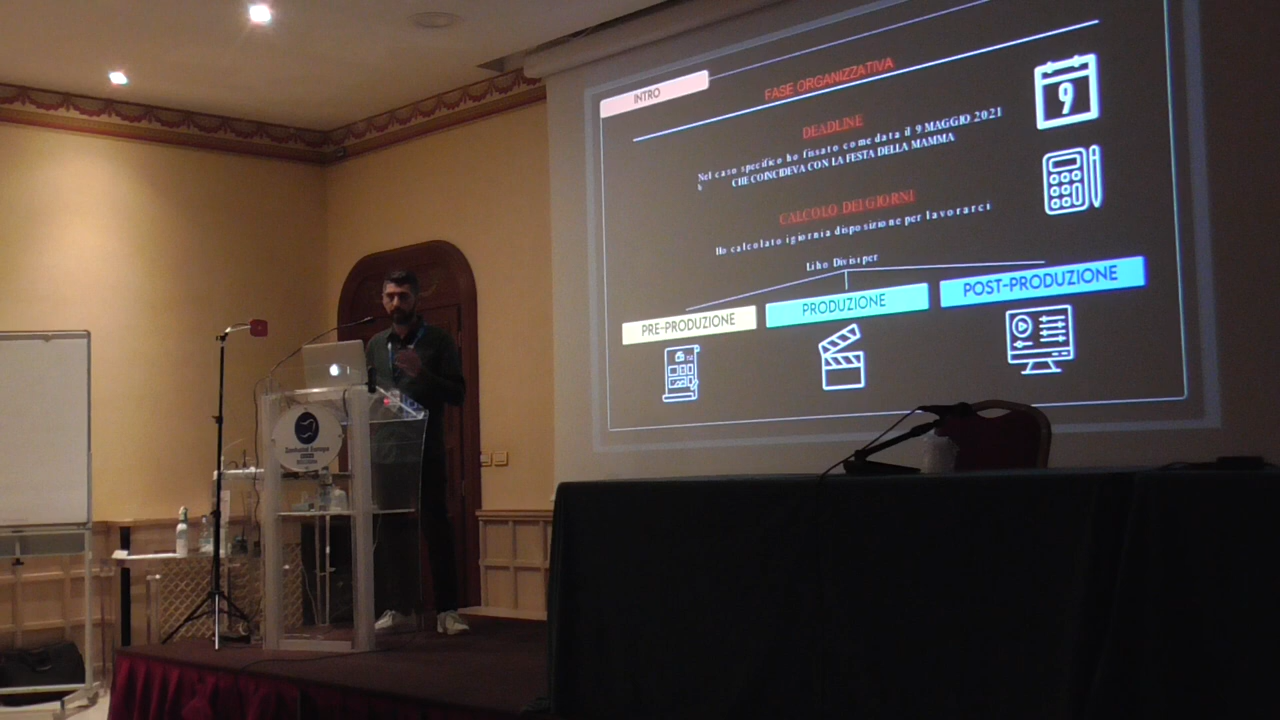 INTRO
FASE ORGANIZZATIVA
9
DEADLINE
Nel caso specifico ho fissato come data il 9 MAGGIO 2021
CHE COINCIDEVA CON LA FESTA DELLA MAMMA
CALCOLO DEI GIORNI
Ho calcolato i giorni a disposizione per lavorarci
Li ho Divisi per
PRE-PRODUZIONE
PRODUZIONE
POST-PRODUZIONE